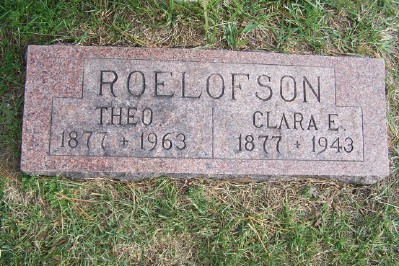 ROELOFSON
THEO CLARA E.
1877 + 1963 1877 + 1943